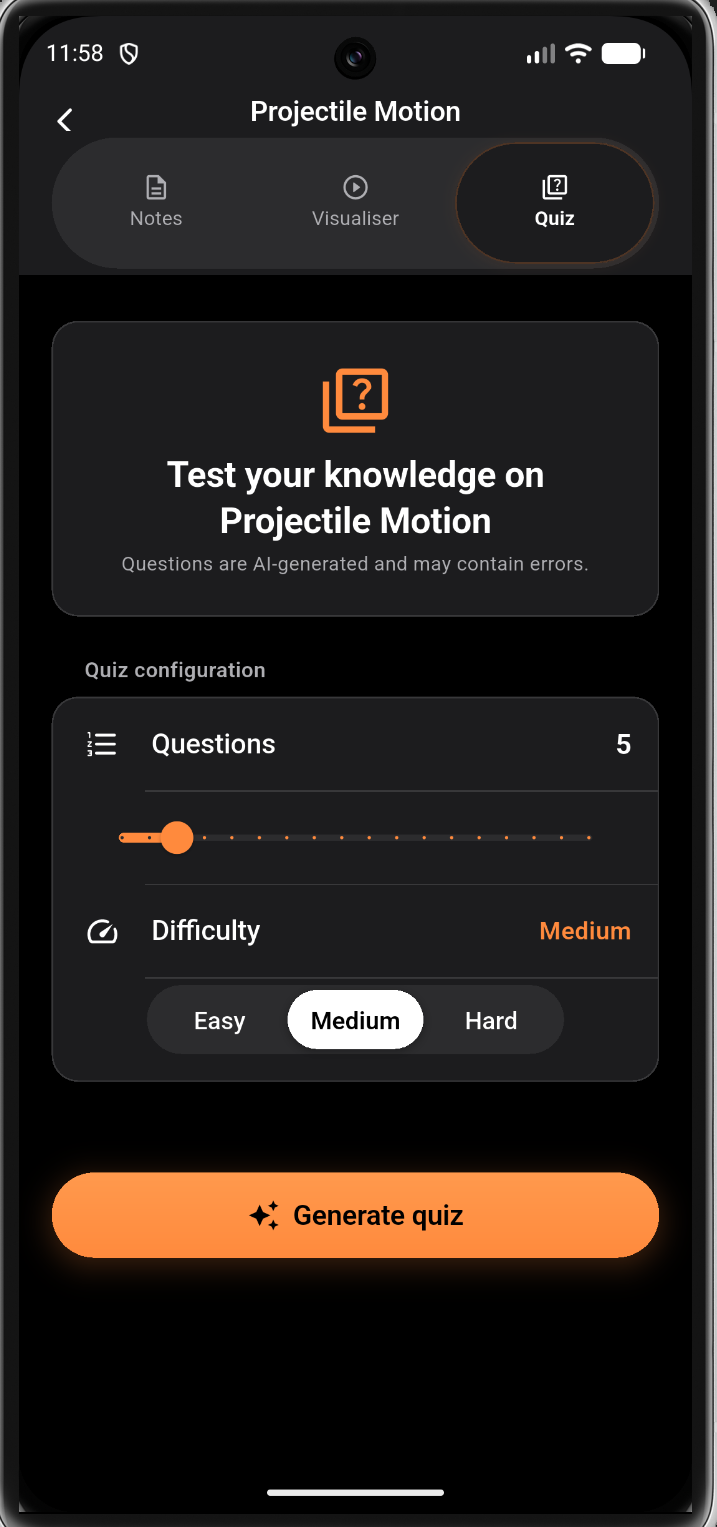 11:58
Projectile Motion
Notes
Visualiser
Quiz
Test your knowledge on
Projectile Motion
Questions are AI-generated and may contain errors.
Quiz configuration
Questions
5
Difficulty
Medium
Easy
Medium
Hard
Generate quiz